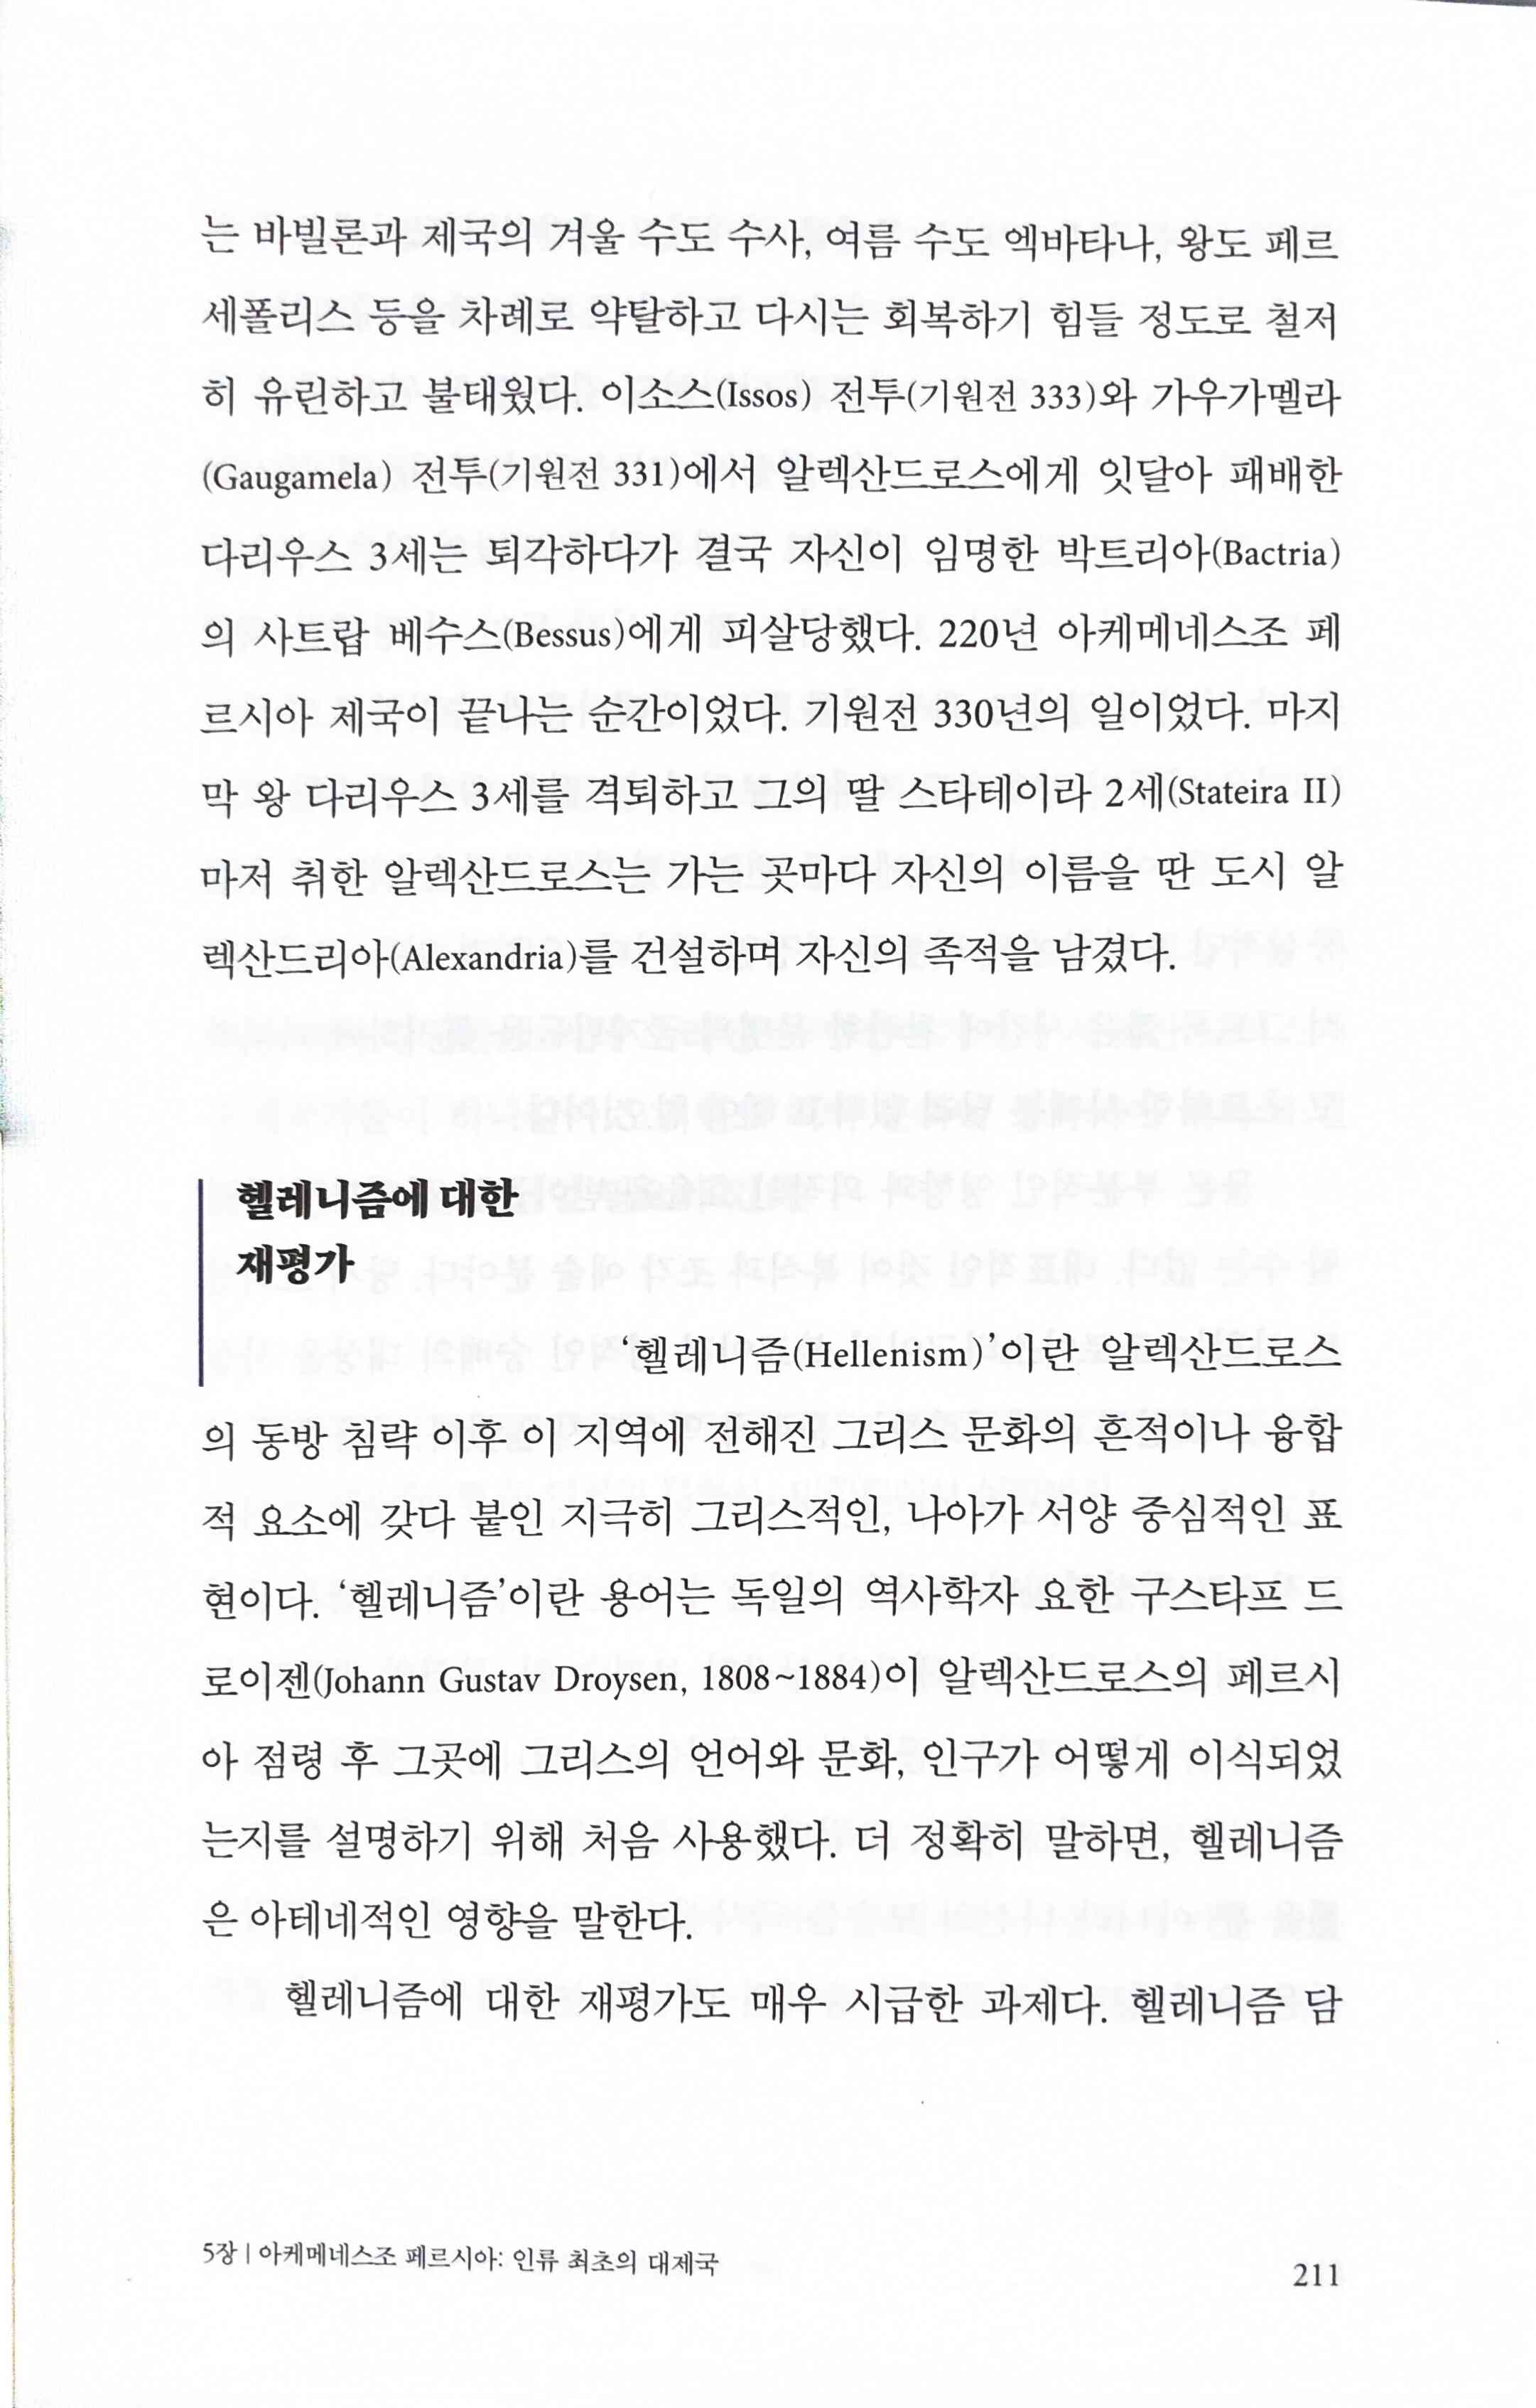 는 바빌론과 제국의 겨울 수도 수사, 여름 수도 엑바타나, 왕도 페르
세폴리스 등을 차례로 약탈하고 다시는 회복하기 힘들 정도로 철저
히 유린하고 불태웠다. 이소스(Issos) 전투(기원전 333)와 가우가멜라
(Gaugamela) 전투(기원전 331)에서 알렉산드로스에게 잇달아 패배한
다리우스 3세는 퇴각하다가 결국 자신이 임명한 박트리아(Bactria)
의 사트랍 베수스(Bessus)에게 피살당했다. 220년 아케메네스조 페
르시아 제국이 끝나는 순간이었다. 기원전 330년의 일이었다. 마지
막 왕 다리우스 3세를 격퇴하고 그의 딸 스타테이라 2세(Stateira II)
마저 취한 알렉산드로스는 가는 곳마다 자신의 이름을 딴 도시 알
렉산드리아(Alexandria)를 건설하며 자신의 족적을 남겼다.
헬레니즘에 대한
재평가
‘헬레니즘(Hellenism)’이란 알렉산드로스
의 동방 침략 이후 이 지역에 전해진 그리스 문화의 흔적이나 융합
적 요소에 갖다 붙인 지극히 그리스적인, 나아가 서양 중심적인 표
현이다. ‘헬레니즘’이란 용어는 독일의 역사학자 요한 구스타프 드
로이젠(Johann Gustav Droysen, 1808~1884)이 알렉산드로스의 페르시
아 점령 후 그곳에 그리스의 언어와 문화, 인구가 어떻게 이식되었
는지를 설명하기 위해 처음 사용했다. 더 정확히 말하면, 헬레니즘
은 아테네적인 영향을 말한다.
헬레니즘에 대한 재평가도 매우 시급한 과제다. 헬레니즘 담
5장 | 아케메네스조 페르시아: 인류 최초의 대제국
211